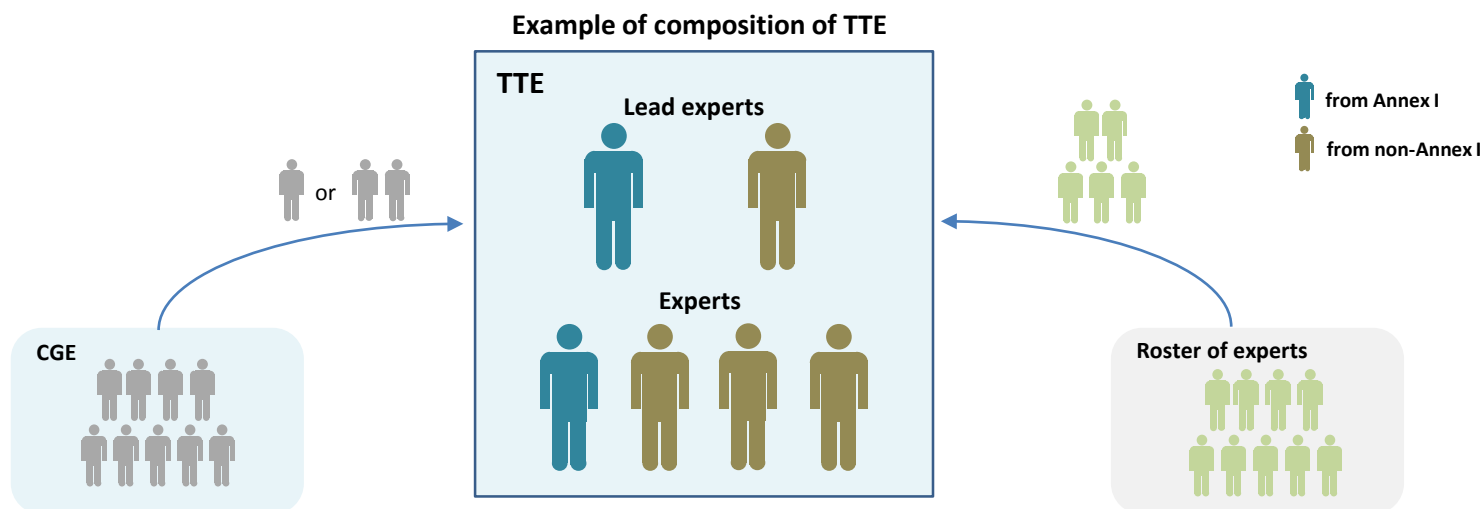 Example of composition of TTE
TTE
Lead experts
from Annex I
from non-Annex I
or
Experts
CGE
Roster of experts